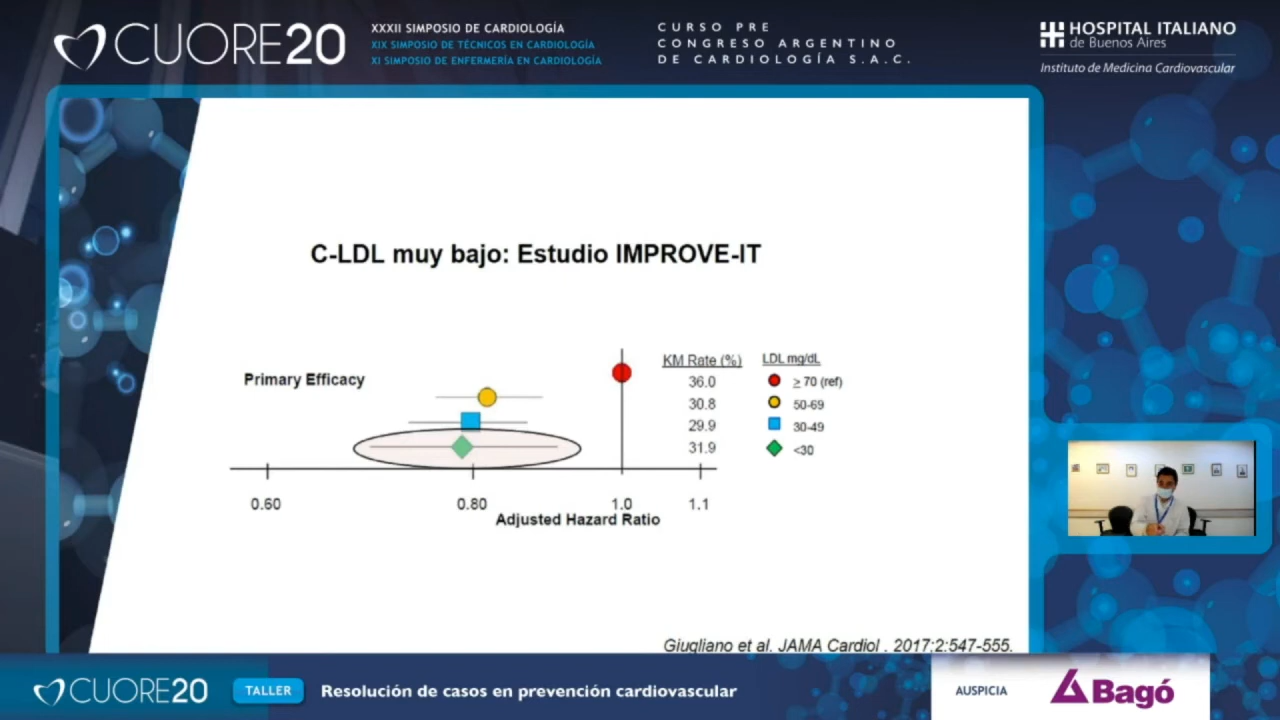 CUORE20
XXXII SIMPOSIO DE CARDIOLOGÍA
XIX SIMPOSIO DE TÉCNICOS EN CARDIOLOGÍA
XI SIMPOSIO DE ENFERMERÍA EN CARDIOLOGÍA
CURSO PRE
CONGRESO ARGENTINO
DE CARDIOLOGÍA S.A.C.
HOSPITAL ITALIANO
de Buenos Aires
Instituto de Medicina Cardiovascular
C-LDL muy bajo: Estudio IMPROVE-IT
Primary Efficacy
KM Rate (%) LDL mg/dL
36.0 ≥ 70 (ref)
30.8 50-69
29.9 30-49
31.9 <30
0.60 0.80 1.0 1.1
Adjusted Hazard Ratio
Giugliano et al. JAMA Cardiol . 2017;2:547-555.
CUORE20
TALLER
Resolución de casos en prevención cardiovascular
AUSPICIA
Bagó